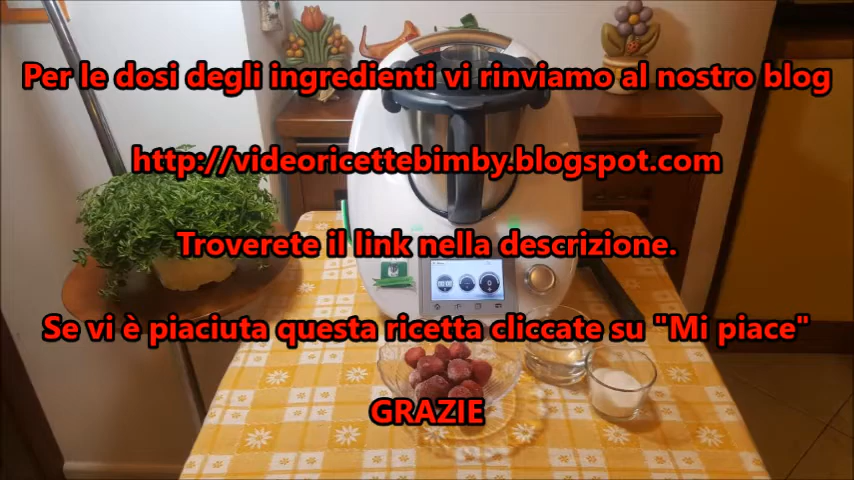 Per le dosi degli ingredienti vi rinviamo al nostro blog
http://videoricettebimby.blogspot.com
Troverete il link nella descrizione.
Se vi è piaciuta questa ricetta cliccate su "Mi piace"
GRAZIE